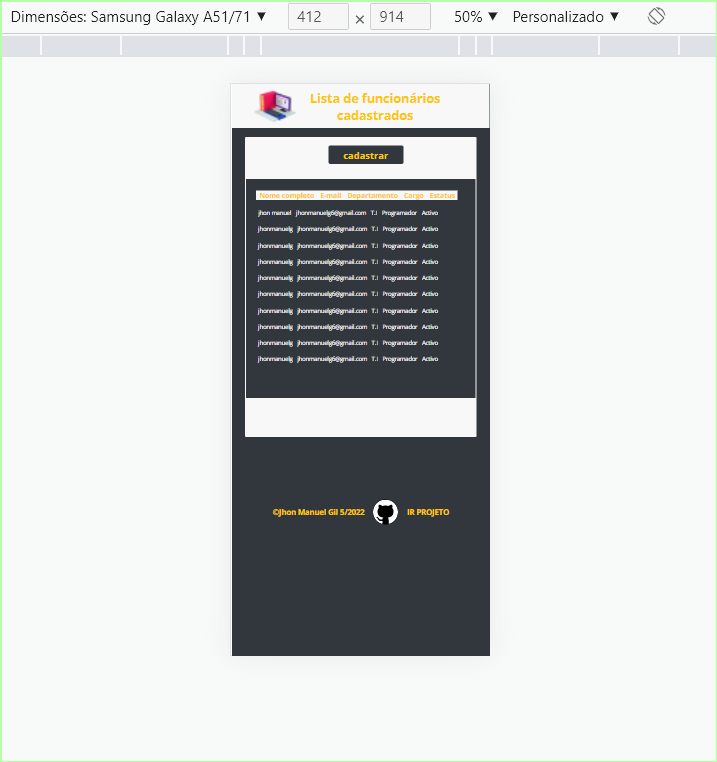 Dimensões: Samsung Galaxy A51/71 ▼ 412 × 914 50% ▼ Personalizado ▼
Lista de funcionários
cadastrados
cadastrar
Nome completo E-mail Departamento Cargo Estatus
jhon manuel jhonmanuelg6@gmail.com T.I Programador Activo
jhonmanuelg jhonmanuelg6@gmail.com T.I Programador Activo
jhonmanuelg jhonmanuelg6@gmail.com T.I Programador Activo
jhonmanuelg jhonmanuelg6@gmail.com T.I Programador Activo
jhonmanuelg jhonmanuelg6@gmail.com T.I Programador Activo
jhonmanuelg jhonmanuelg6@gmail.com T.I Programador Activo
jhonmanuelg jhonmanuelg6@gmail.com T.I Programador Activo
jhonmanuelg jhonmanuelg6@gmail.com T.I Programador Activo
jhonmanuelg jhonmanuelg6@gmail.com T.I Programador Activo
jhonmanuelg jhonmanuelg6@gmail.com T.I Programador Activo
©Jhon Manuel Gil 5/2022 IR PROJETO